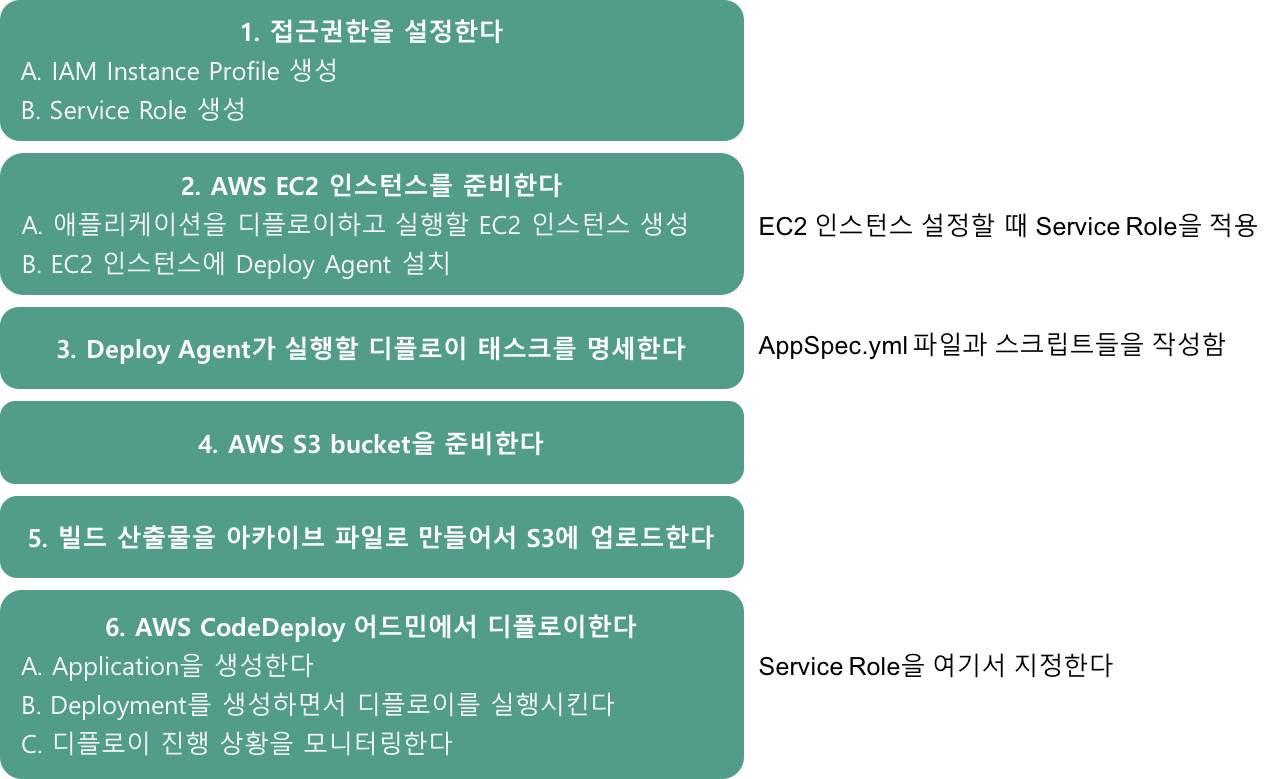 1. 접근권한을 설정한다
A. IAM Instance Profile 생성
B. Service Role 생성
2. AWS EC2 인스턴스를 준비한다
A. 애플리케이션을 디플로이하고 실행할 EC2 인스턴스 생성
EC2 인스턴스 설정할 때 Service Role을 적용
B. EC2 인스턴스에 Deploy Agent 설치
3. Deploy Agent가 실행할 디플로이 태스크를 명세한다
AppSpec.yml 파일과 스크립트들을 작성함
4. AWS S3 bucket을 준비한다
5. 빌드 산출물을 아카이브 파일로 만들어서 S3에 업로드한다
6. AWS CodeDeploy 어드민에서 디플로이한다
A. Application을 생성한다
Service Role을 여기서 지정한다
B. Deployment를 생성하면서 디플로이를 실행시킨다
C. 디플로이 진행 상황을 모니터링한다